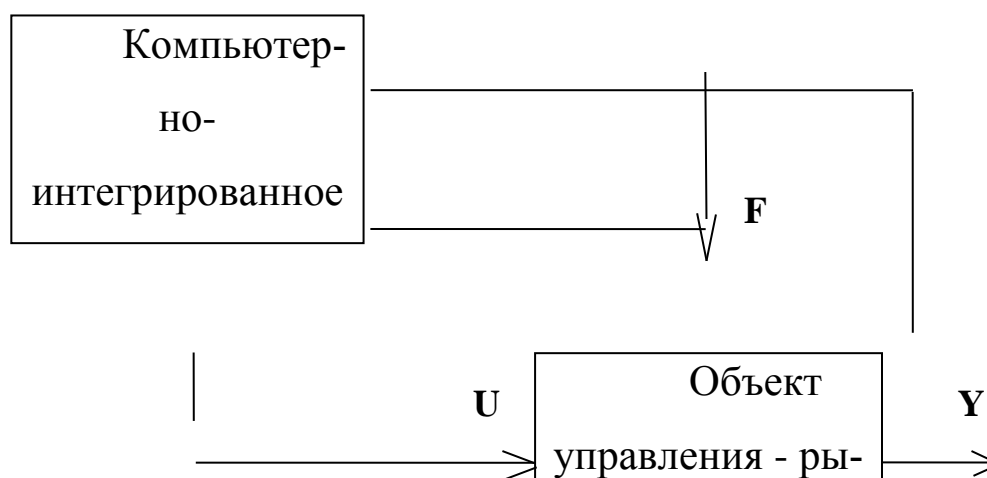 Компьютер-
но-
интегрированное
F
Объект
U
Y
управления - ры-